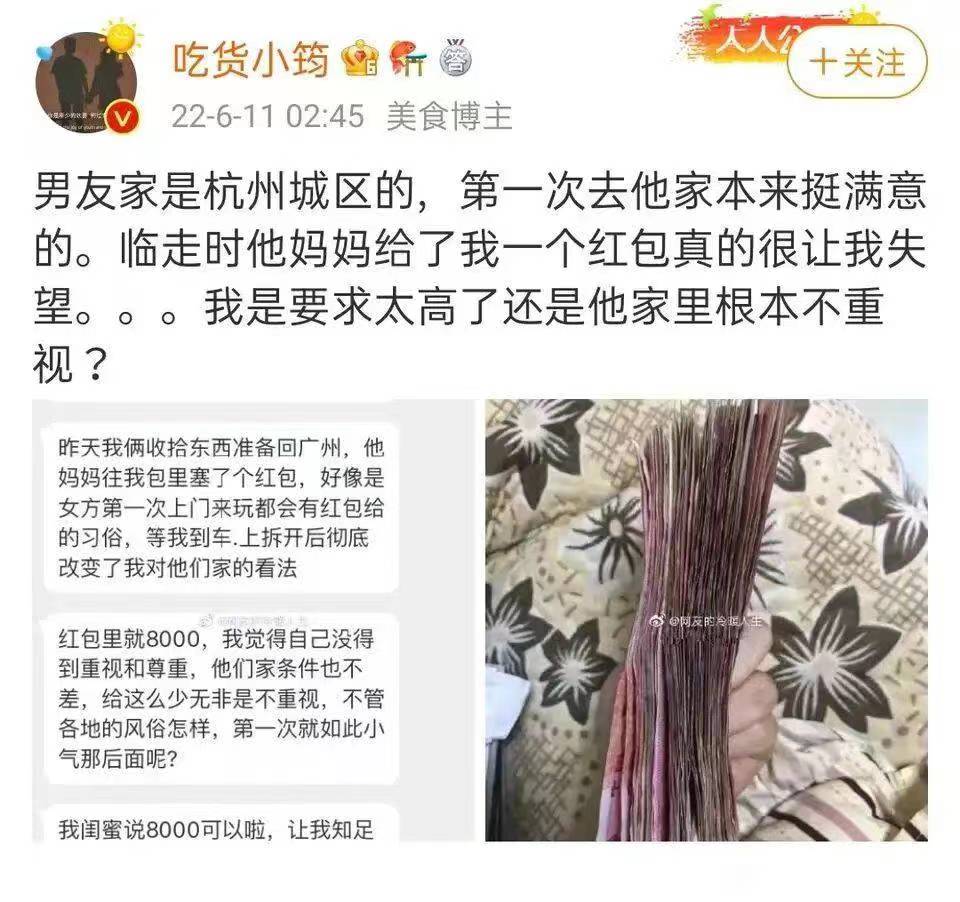 吃货小筠
22-6-11 02:45 美食博主
人人公
十关注
男友家是杭州城区的，第一次去他家本来挺满意
的。临走时他妈妈给了我一个红包真的很让我失
望。。。我是要求太高了还是他家里根本不重
视？
昨天我俩收拾东西准备回广州，他
妈妈往我包里塞了个红包，好像是
女方第一次上门来玩都会有红包给
的习俗，等我到车.上拆开后彻底
改变了我对他们家的看法
红包里就8000，我觉得自己没得
到重视和尊重，他们家条件也不
差，给这么少无非是不重视，不管
各地的风俗怎样，第一次就如此小
气那后面呢?
我闺蜜说8000可以啦，让我知足
@网友的冷暖人生